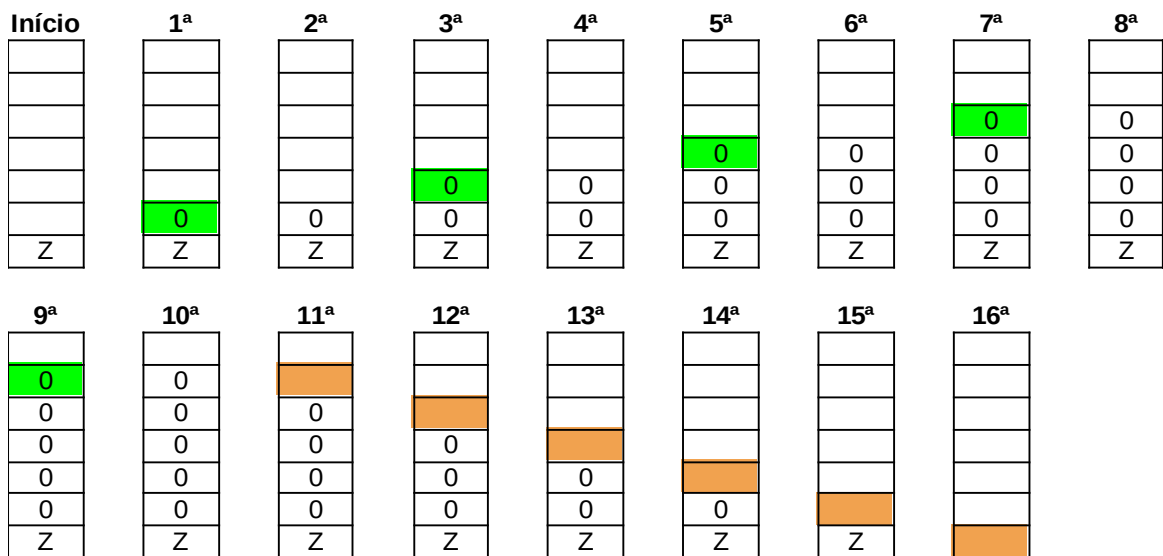 Início 1ª 2ª 3ª 4ª 5ª 6ª 7ª 8ª
0 0
0 0 0 0
0 0 0 0 0 0
0 0 0 0 0 0 0 0
Z Z Z Z Z Z Z Z Z
9ª 10ª 11ª 12ª 13ª 14ª 15ª 16ª
0 0
0 0 0
0 0 0 0
0 0 0 0 0
0 0 0 0 0 0
Z Z Z Z Z Z Z